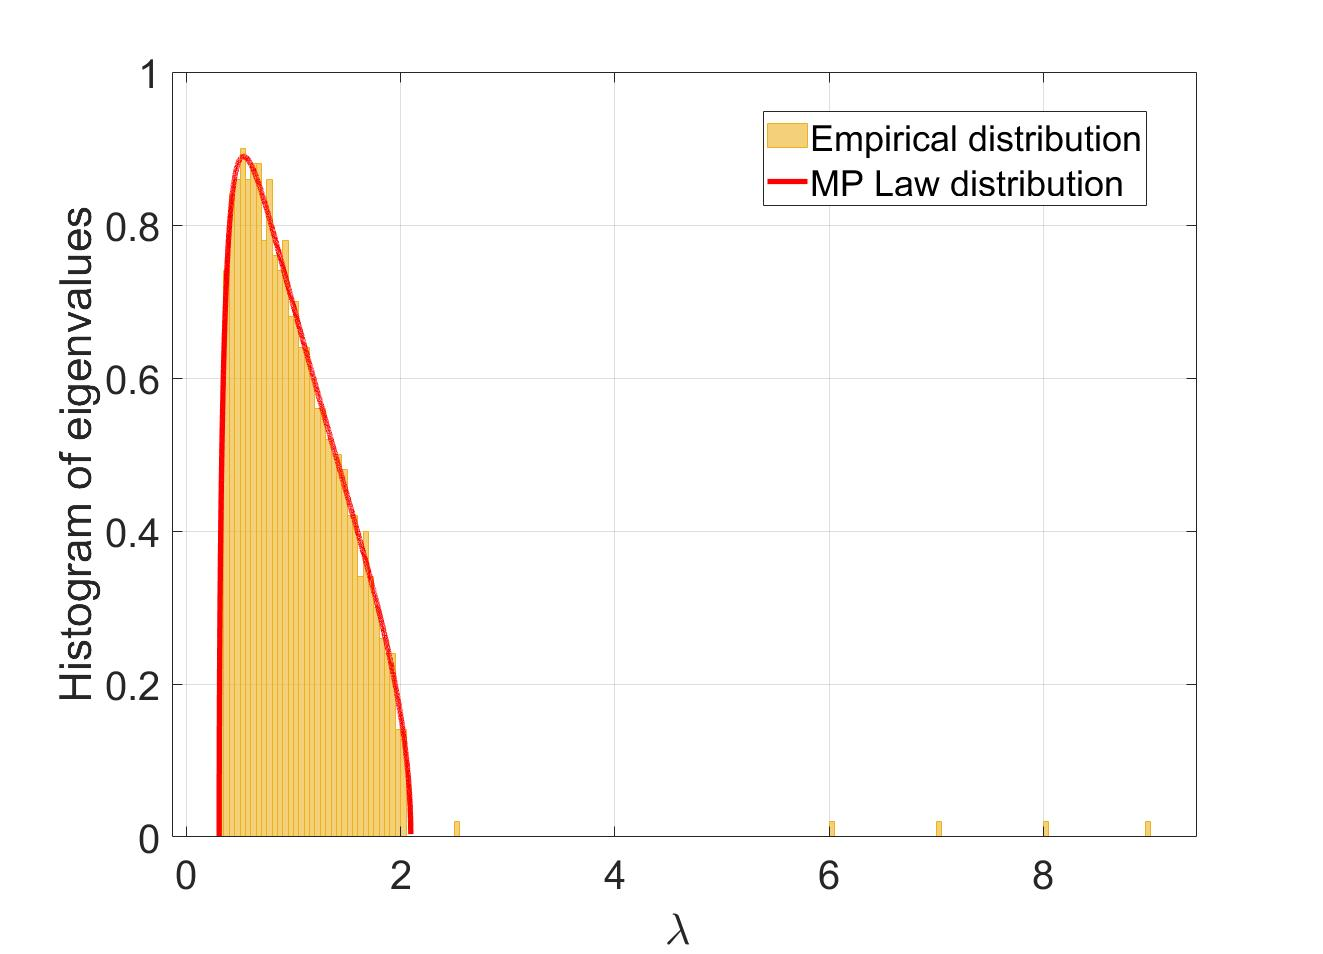 1
0.8
0.6
0.4
0.2
0
Histogram of eigenvalues
Empirical distribution
MP Law distribution
0 2 4 6 8
λ